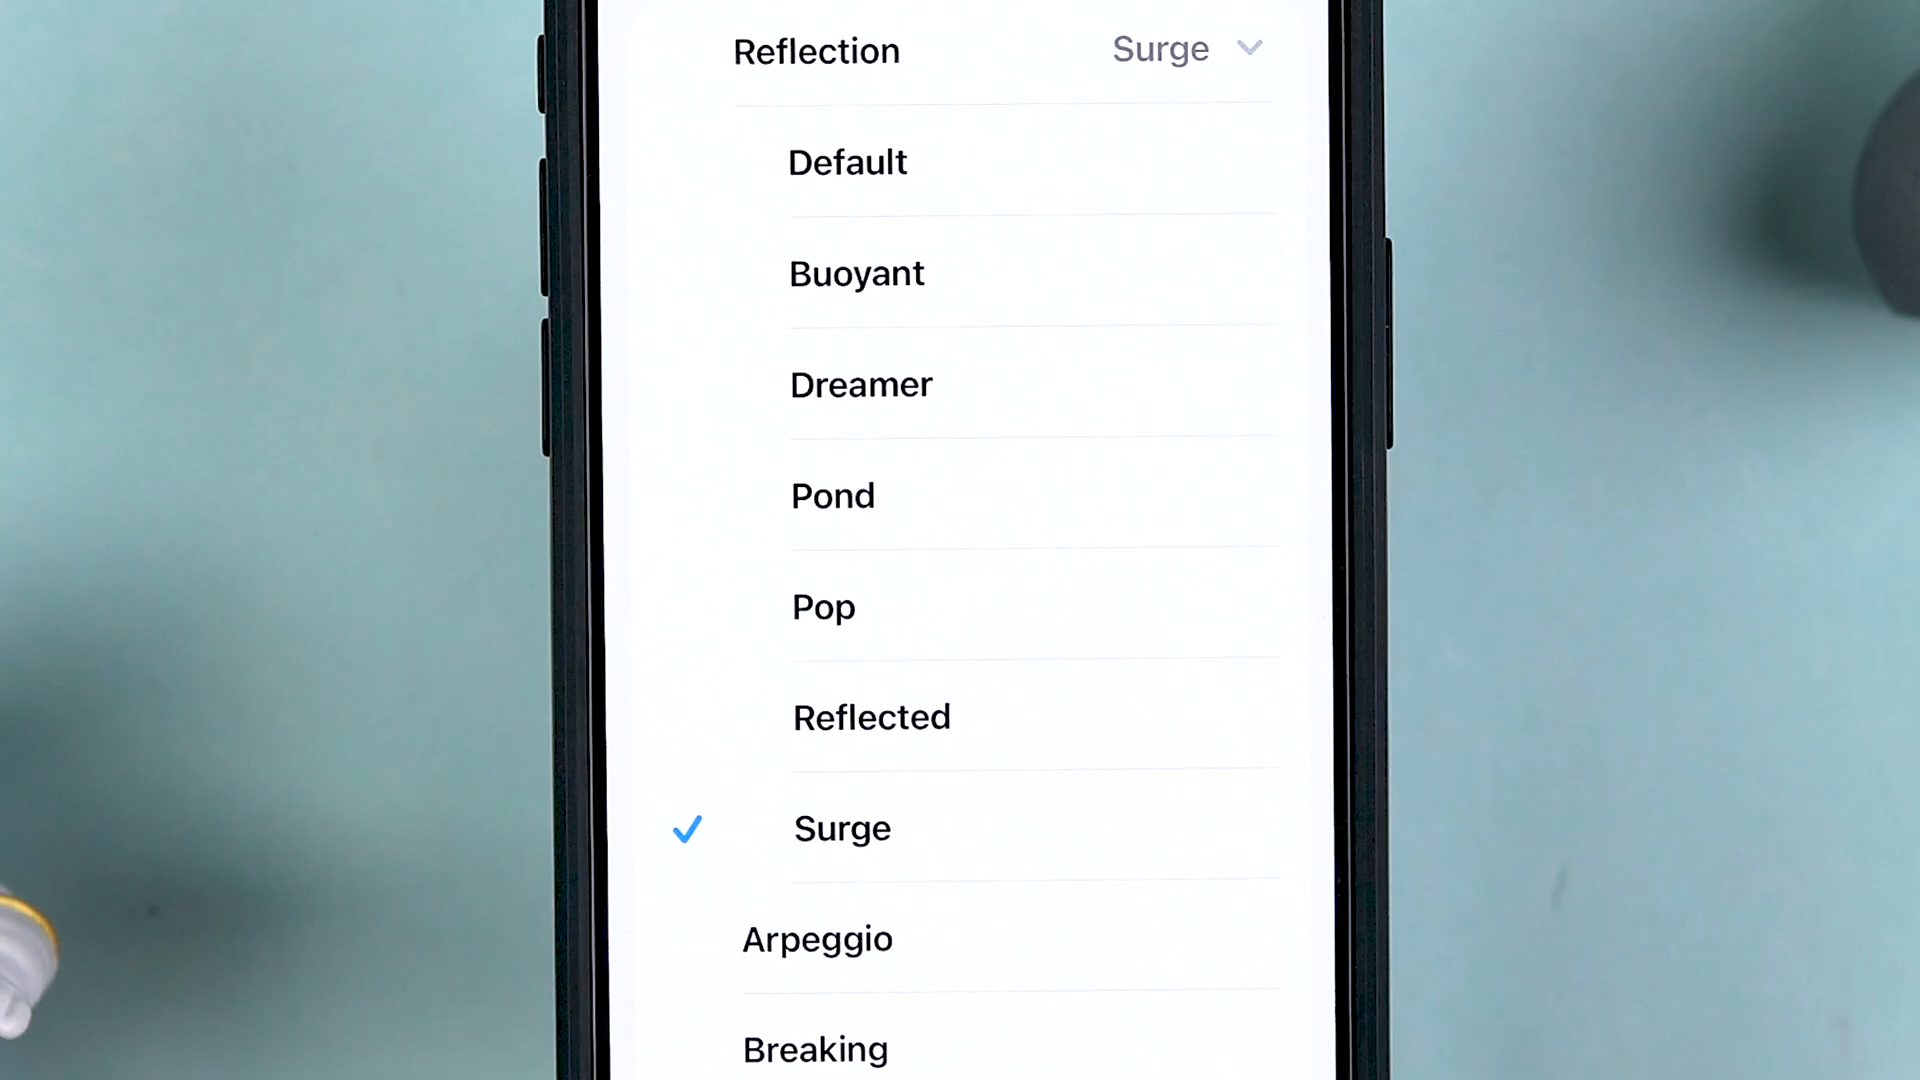 Reflection Surge
Default
Buoyant
Dreamer
Pond
Pop
Reflected
Surge
Arpeggio
Breaking